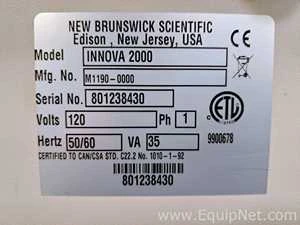 NEW BRUNSWICK SCIENTIFIC
Edison , New Jersey, USA
Model INNOVA 2000
Mfg. No. M1190-0000
Serial No. 801238430
Volts 120 Ph 1
Hertz 50/60 VA 35 9900678
CERTIFIED TO CAN/CSA STD. C22.2 No. 1010-1-92
801238430
CE
ETL
www.EquipNet.com